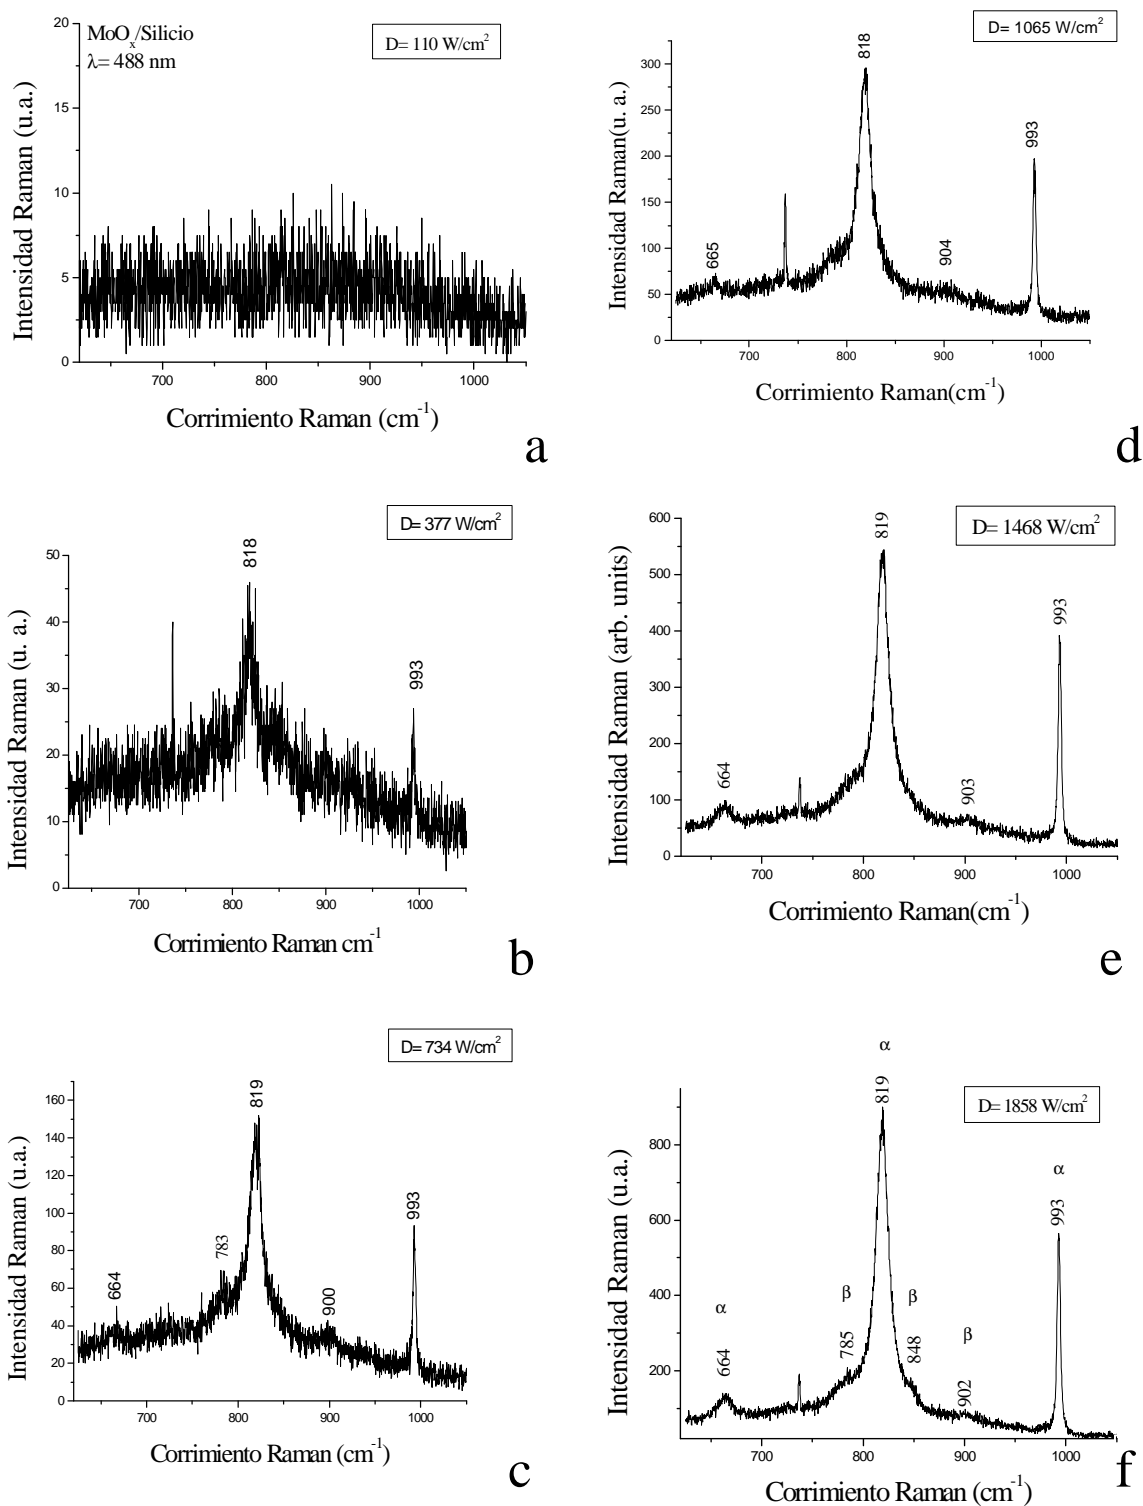 MoOx/Silicio
λ= 488 nm
D= 110 W/cm2
20
15
10
5
0
Intensidad Raman (u.a.)
700 800 900 1000
Corrimiento Raman (cm-1)
a
D= 1065 W/cm2
300
250
200
150
100
50
0
Intensidad Raman(u. a.)
665
818
904
993
700 800 900 1000
Corrimiento Raman(cm-1)
d
D= 377 W/cm2
50
40
30
20
10
0
Intensidad Raman (u. a.)
818
993
700 800 900 1000
Corrimiento Raman cm-1
b
D= 1468 W/cm2
600
500
400
300
200
100
0
Intensidad Raman (arb. units)
664
819
903
993
700 800 900 1000
Corrimiento Raman(cm-1)
e
D= 734 W/cm2
160
140
120
100
80
60
40
20
0
Intensidad Raman (u.a.)
664
783
819
900
993
700 800 900 1000
Corrimiento Raman (cm-1)
c
D= 1858 W/cm2
800
600
400
200
Intensidad Raman (u.a.)
α
664
β
785
α
819
β
848
β
902
α
993
700 800 900 1000
Corrimiento Raman (cm-1)
f